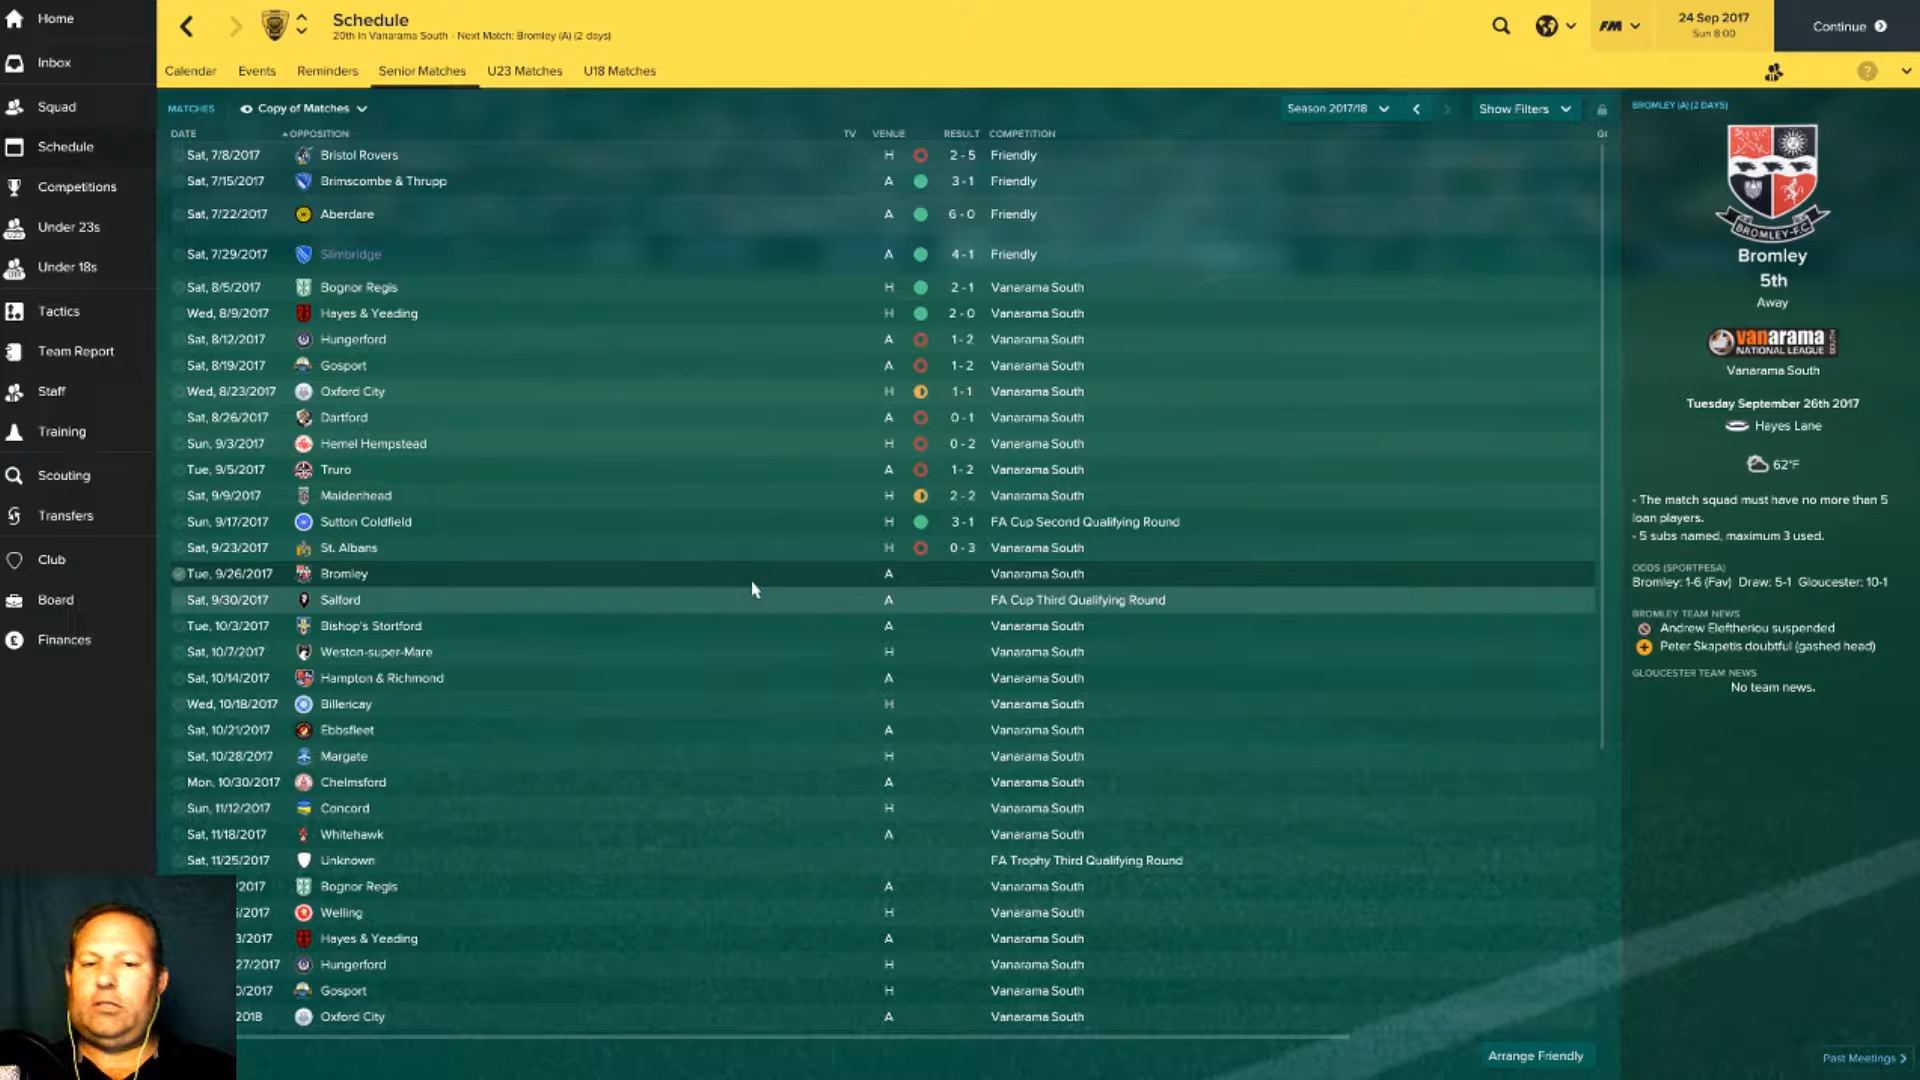 Home
Inbox
Squad
Schedule
Competitions
Under 23s
Under 18s
Tactics
Team Report
Staff
Training
Scouting
Transfers
Club
Board
Finances
Schedule
20th In Vanarama South - Next Match: Bromley (A) (2 days)
FM
24 Sep 2017
Sun 8:00
Continue
Calendar Events Reminders Senior Matches U23 Matches U18 Matches
?
MATCHES Copy of Matches Season 2017/18 Show Filters
DATE OPPOSITION TV VENUE RESULT COMPETITION
Sat, 7/8/2017 Bristol Rovers H 2 - 5 Friendly
Sat, 7/15/2017 Brimscombe & Thrupp A 3 - 1 Friendly
Sat, 7/22/2017 Aberdare A 6 - 0 Friendly
Sat, 7/29/2017 Slimbridge A 4 - 1 Friendly
Sat, 8/5/2017 Bognor Regis H 2 - 1 Vanarama South
Wed, 8/9/2017 Hayes & Yeading H 2 - 0 Vanarama South
Sat, 8/12/2017 Hungerford A 1 - 2 Vanarama South
Sat, 8/19/2017 Gosport A 1 - 2 Vanarama South
Wed, 8/23/2017 Oxford City H 1 - 1 Vanarama South
Sat, 8/26/2017 Dartford A 0 - 1 Vanarama South
Sun, 9/3/2017 Hemel Hempstead H 0 - 2 Vanarama South
Tue, 9/5/2017 Truro A 1 - 2 Vanarama South
Sat, 9/9/2017 Maidenhead H 2 - 2 Vanarama South
Sun, 9/17/2017 Sutton Coldfield H 3 - 1 FA Cup Second Qualifying Round
Sat, 9/23/2017 St. Albans H 0 - 3 Vanarama South
Tue, 9/26/2017 Bromley A Vanarama South
Sat, 9/30/2017 Salford A FA Cup Third Qualifying Round
Tue, 10/3/2017 Bishop's Stortford A Vanarama South
Sat, 10/7/2017 Weston-super-Mare H Vanarama South
Sat, 10/14/2017 Hampton & Richmond A Vanarama South
Wed, 10/18/2017 Billericay H Vanarama South
Sat, 10/21/2017 Ebbsfleet A Vanarama South
Sat, 10/28/2017 Margate H Vanarama South
Mon, 10/30/2017 Chelmsford A Vanarama South
Sun, 11/12/2017 Concord H Vanarama South
Sat, 11/18/2017 Whitehawk A Vanarama South
Sat, 11/25/2017 Unknown FA Trophy Third Qualifying Round
/2017 Bognor Regis A Vanarama South
/2017 Welling H Vanarama South
3/2017 Hayes & Yeading A Vanarama South
27/2017 Hungerford H Vanarama South
0/2017 Gosport H Vanarama South
2018 Oxford City A Vanarama South
Arrange Friendly
BROMLEY (A) (2 DAYS)
BROMLEY-F.C
Bromley
5th
Away
vanarama
NATIONAL LEAGUE SOUTH
Vanarama South
Tuesday September 26th 2017
Hayes Lane
62°F
- The match squad must have no more than 5
loan players.
- 5 subs named, maximum 3 used.
ODDS (SPORTPESA)
Bromley: 1-6 (Fav) Draw: 5-1 Gloucester: 10-1
BROMLEY TEAM NEWS
Andrew Eleftheriou suspended
Peter Skapetis doubtful (gashed head)
GLOUCESTER TEAM NEWS
No team news.
Past Meetings